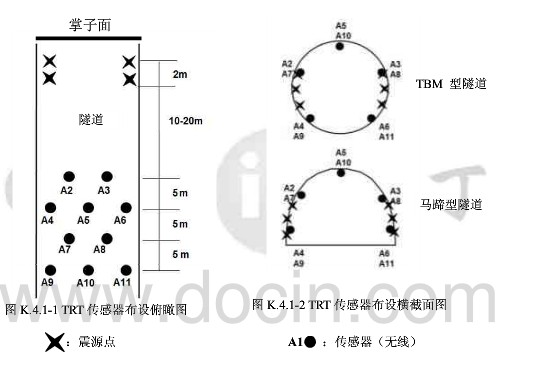 掌子面
2m
隧道
10-20m
A2 A3
5m
A4 A5 A6
5m
A7 A8
5m
A9 A10 A11
图 K.4.1-1 TRT 传感器布设俯瞰图
A5
A10
A2
A7
A3
A8
A4
A9
A6
A11
TBM 型隧道
A5
A10
A2
A7
A3
A8
A4
A9
A6
A11
马蹄型隧道
图 K.4.1-2 TRT 传感器布设横截面图
:震源点
A1 :传感器(无线)
www.docin.com